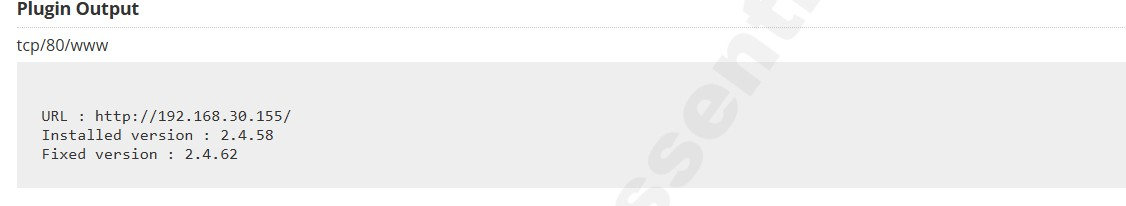 Plugin Output
tcp/80/www
URL : http://192.168.30.155/
Installed version : 2.4.58
Fixed version : 2.4.62